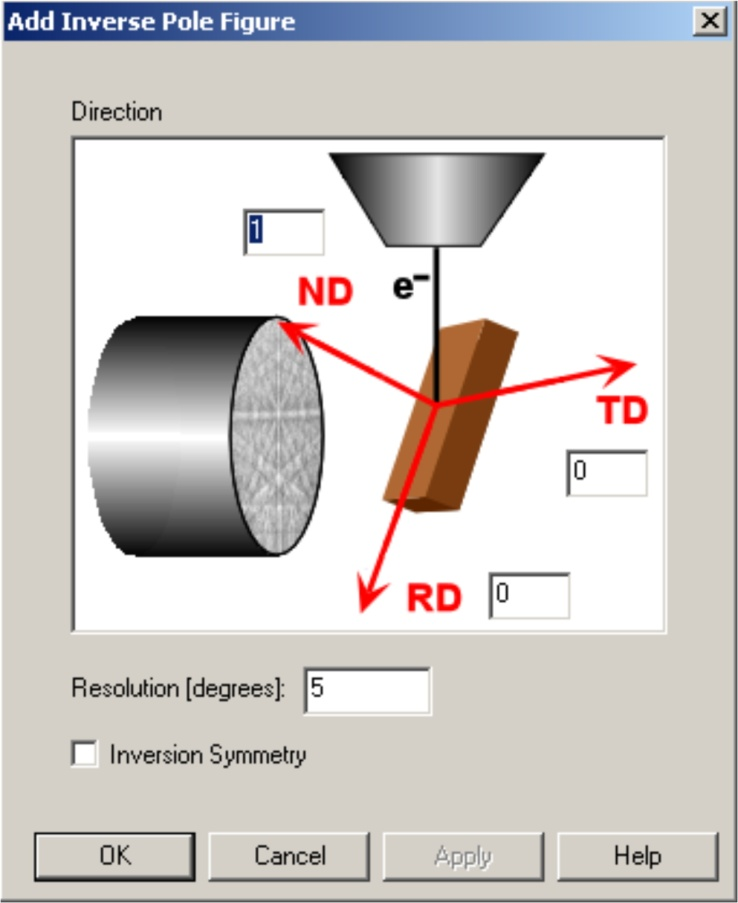 Add Inverse Pole Figure
Direction
1
ND
e−
TD
0
RD
0
Resolution [degrees]: 5
Inversion Symmetry
OK Cancel Apply Help